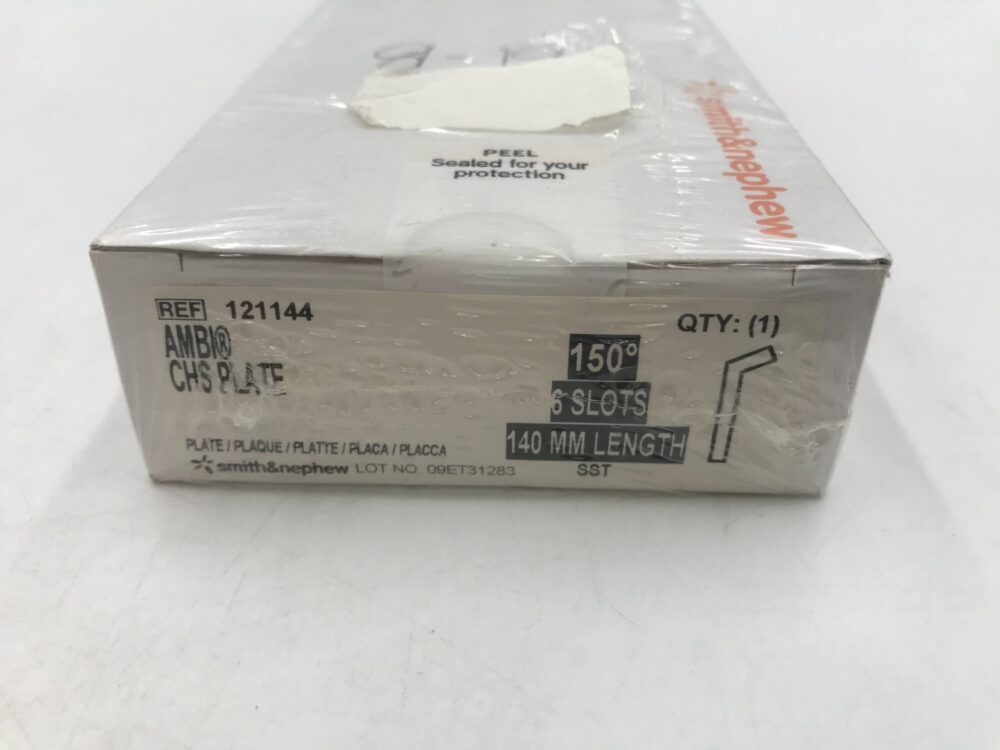 PEEL
Sealed for your
protection
smith&nephew
REF 121144
AMBI®
CHS PLATE
QTY: (1)
150°
6 SLOTS
140 MM LENGTH
SST
PLATE / PLAQUE / PLATTE / PLACA / PLACCA
smith&nephew LOT NO. 09ET31283